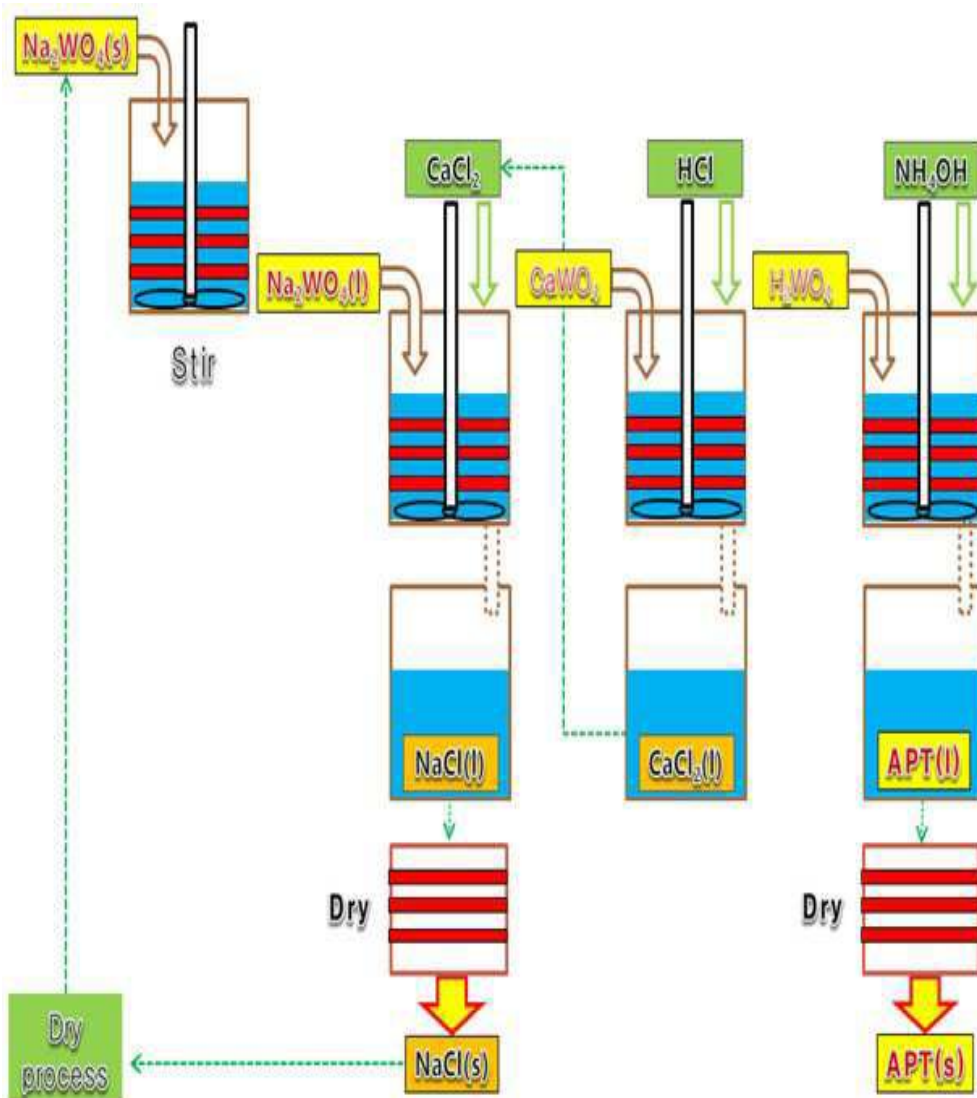 Na₂WO₄(s)
CaCl₂
HCl
NH₄OH
Na₂WO₄(l)
CaWO₄
H₂WO₄
Stir
NaCl(l)
CaCl₂(l)
APT(l)
Dry
Dry
Dry
process
NaCl(s)
APT(s)